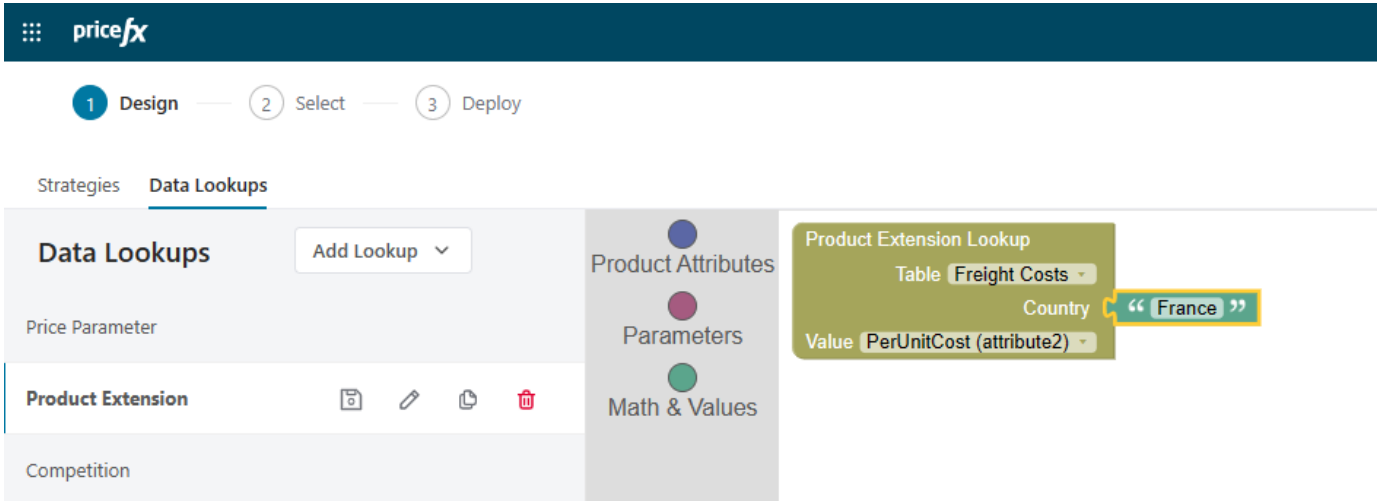 pricefx
1 Design 2 Select 3 Deploy
Strategies Data Lookups
Data Lookups Add Lookup
Price Parameter
Product Extension
Competition
Product Attributes
Parameters
Math & Values
Product Extension Lookup
Table Freight Costs
Country “ France ”
Value PerUnitCost (attribute2)